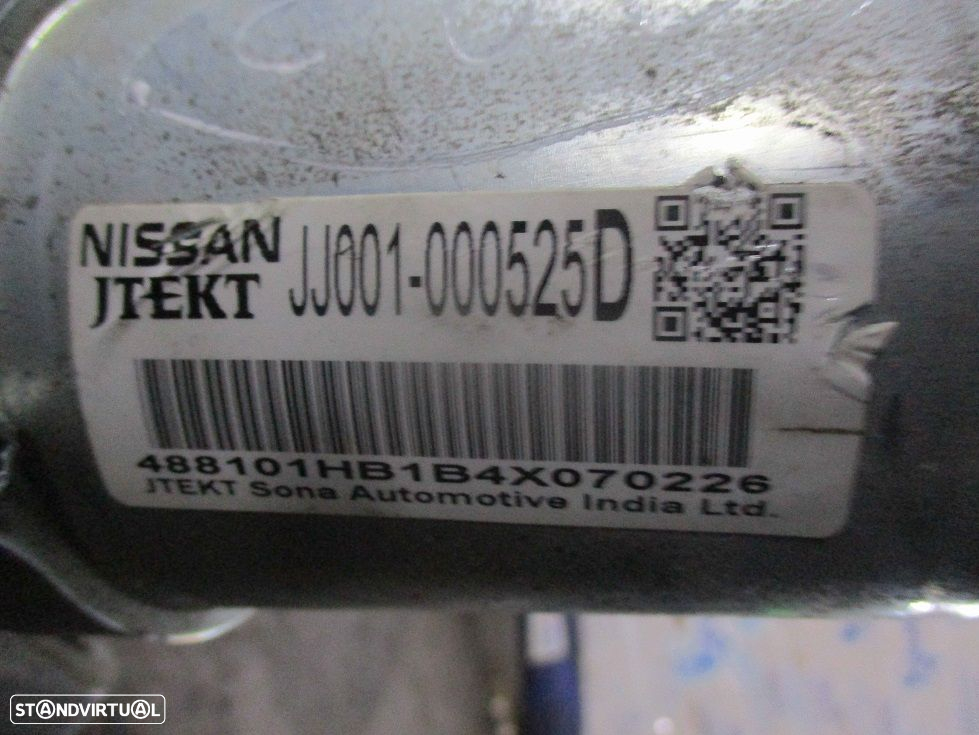 NISSAN JJ001-000525D
JTEKT
488101HB1B4X070226
JTEKT Sona Automotive India Ltd.
STANDVIRTUAL